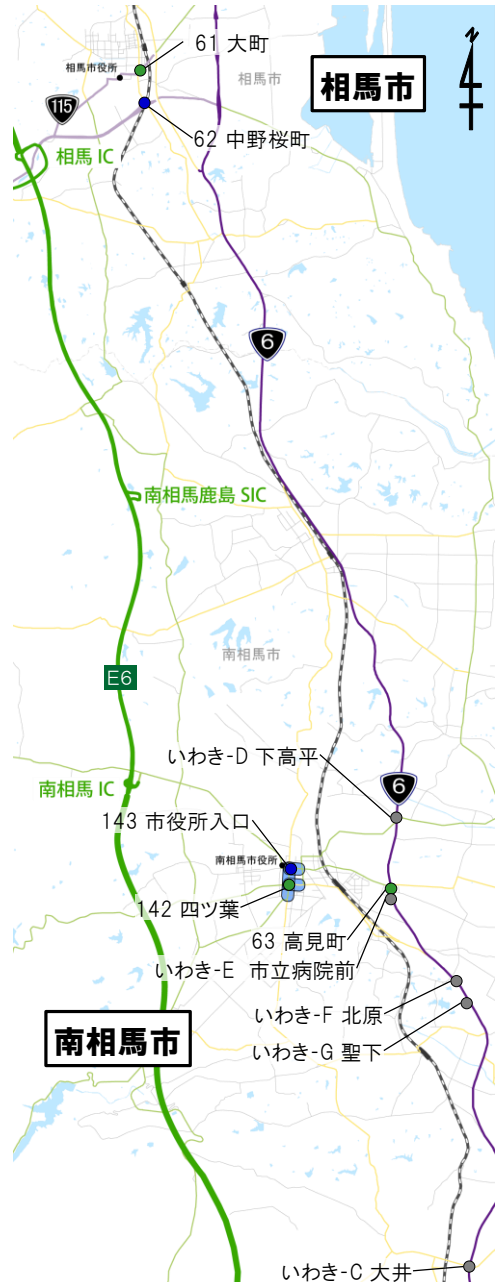 61 大町
相馬市役所
相馬市
相馬市
N
115
62 中野桜町
相馬 IC
6
南相馬鹿島 SIC
南相馬市
E6
いわき-D 下高平
南相馬 IC
6
143 市役所入口
南相馬市役所
142 四ツ葉
63 高見町
いわき-E 市立病院前
いわき-F 北原
南相馬市
いわき-G 聖下
いわき-C 大井